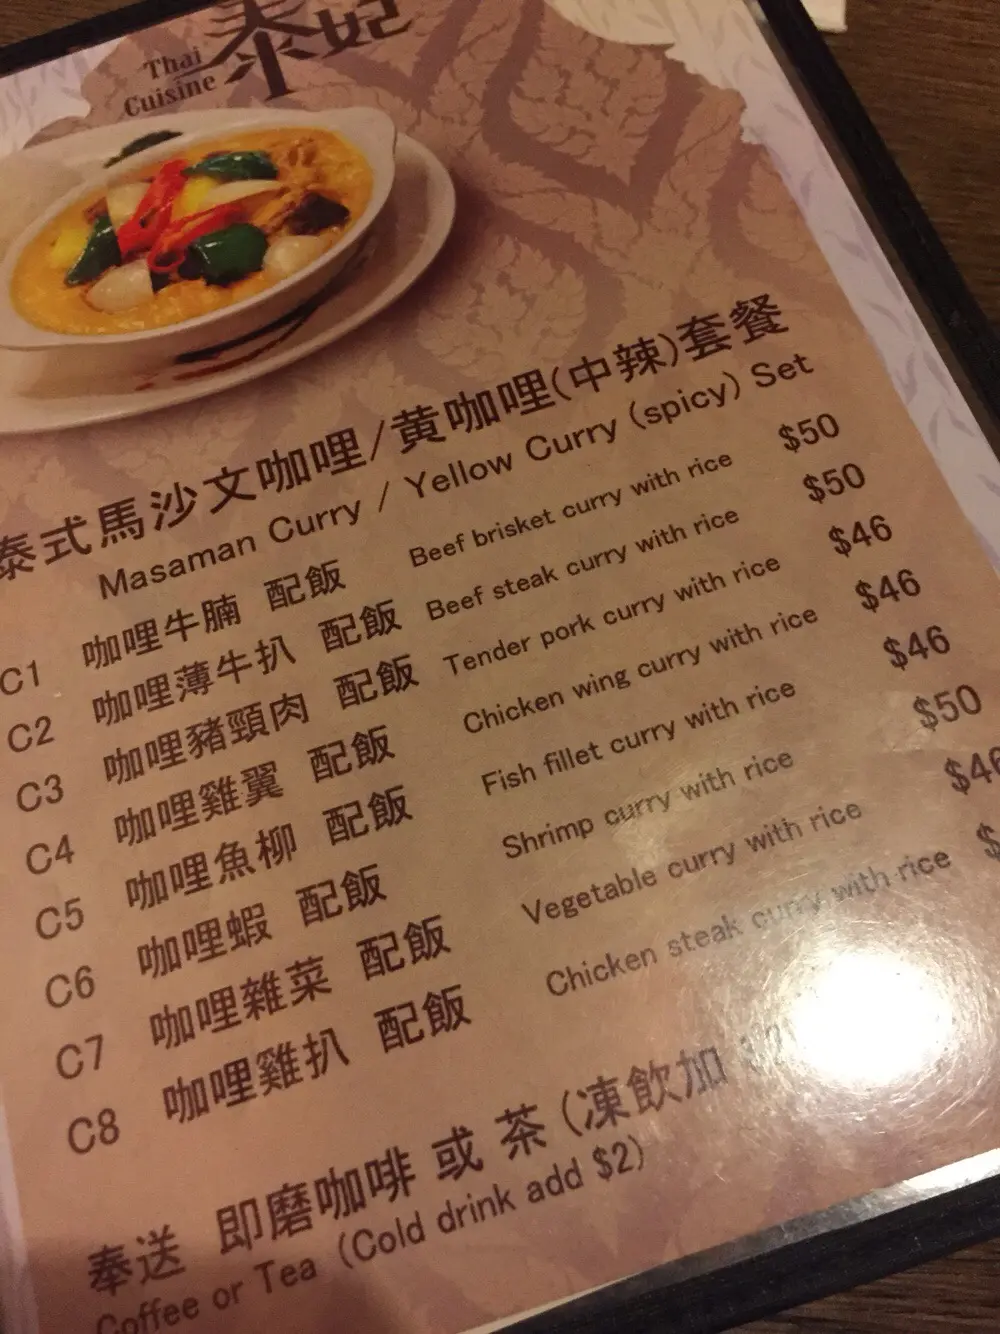 Thai
Cuisine
泰妃
泰式馬沙文咖哩/黄咖哩(中辣)套餐
Masaman Curry / Yellow Curry (spicy) Set
C1 咖哩牛腩 配飯 Beef brisket curry with rice $50
C2 咖哩薄牛扒 配飯 Beef steak curry with rice $50
C3 咖哩豬頸肉 配飯 Tender pork curry with rice $46
C4 咖哩雞翼 配飯 Chicken wing curry with rice $46
C5 咖哩魚柳 配飯 Fish fillet curry with rice $46
C6 咖哩蝦 配飯 Shrimp curry with rice $50
C7 咖哩雜菜 配飯 Vegetable curry with rice $46
C8 咖哩雞扒 配飯 Chicken steak curry with rice $
奉送 即磨咖啡 或 茶 (凍飲加
Coffee or Tea (Cold drink add $2)